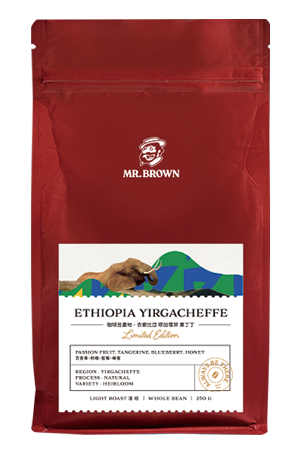 MR. BROWN
ETHIOPIA YIRGACHEFFE
Limited Edition
PASSION FRUIT, TANGERINE, BLUEBERRY, HONEY
百香果・柑橘・藍莓・蜂蜜
REGION - YIRGACHEFFE
PROCESS - NATURAL
VARIETY - HEIRLOOM
LIGHT ROAST 淺焙 | WHOLE BEAN | 250 G